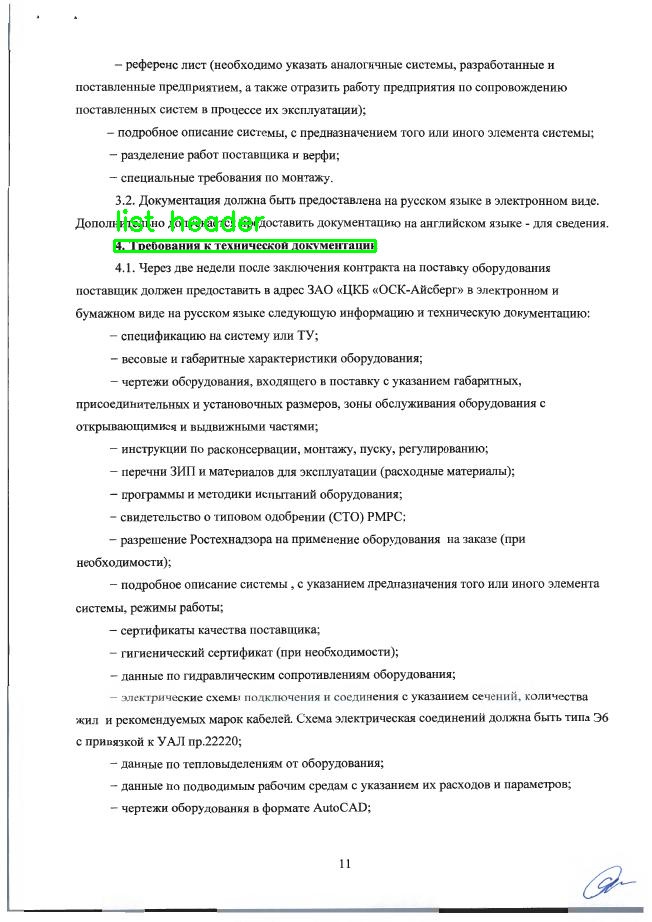 – референс лист (необходимо указать аналогичные системы, разработанные и
поставленные предприятием, а также отразить работу предприятия по сопровождению
поставленных систем в процессе их эксплуатации);
– подробное описание системы, с предназначением того или иного элемента системы;
– разделение работ поставщика и верфи;
– специальные требования по монтажу.
3.2. Документация должна быть предоставлена на русском языке в электронном виде.
list header
Дополнительно допускается предоставить документацию на английском языке - для сведения.
4. Требования к технической документации
4.1. Через две недели после заключения контракта на поставку оборудования
поставщик должен предоставить в адрес ЗАО «ЦКБ «ОСК-Айсберг» в электронном и
бумажном виде на русском языке следующую информацию и техническую документацию:
– спецификацию на систему или ТУ;
– весовые и габаритные характеристики оборудования;
– чертежи оборудования, входящего в поставку с указанием габаритных,
присоединительных и установочных размеров, зоны обслуживания оборудования с
открывающимися и выдвижными частями;
– инструкции по расконсервации, монтажу, пуску, регулированию;
– перечни ЗИП и материалов для эксплуатации (расходные материалы);
– программы и методики испытаний оборудования;
– свидетельство о типовом одобрении (СТО) РМРС;
– разрешение Ростехнадзора на применение оборудования на заказе (при
необходимости);
– подробное описание системы , с указанием предназначения того или иного элемента
системы, режимы работы;
– сертификаты качества поставщика;
– гигиенический сертификат (при необходимости);
– данные по гидравлическим сопротивлениям оборудования;
– электрические схемы подключения и соединения с указанием сечений, количества
жил и рекомендуемых марок кабелей. Схема электрическая соединений должна быть типа Э6
с привязкой к УАЛ пр.22220;
– данные по тепловыделениям от оборудования;
– данные по подводимым рабочим средам с указанием их расходов и параметров;
– чертежи оборудования в формате AutoCAD;
11